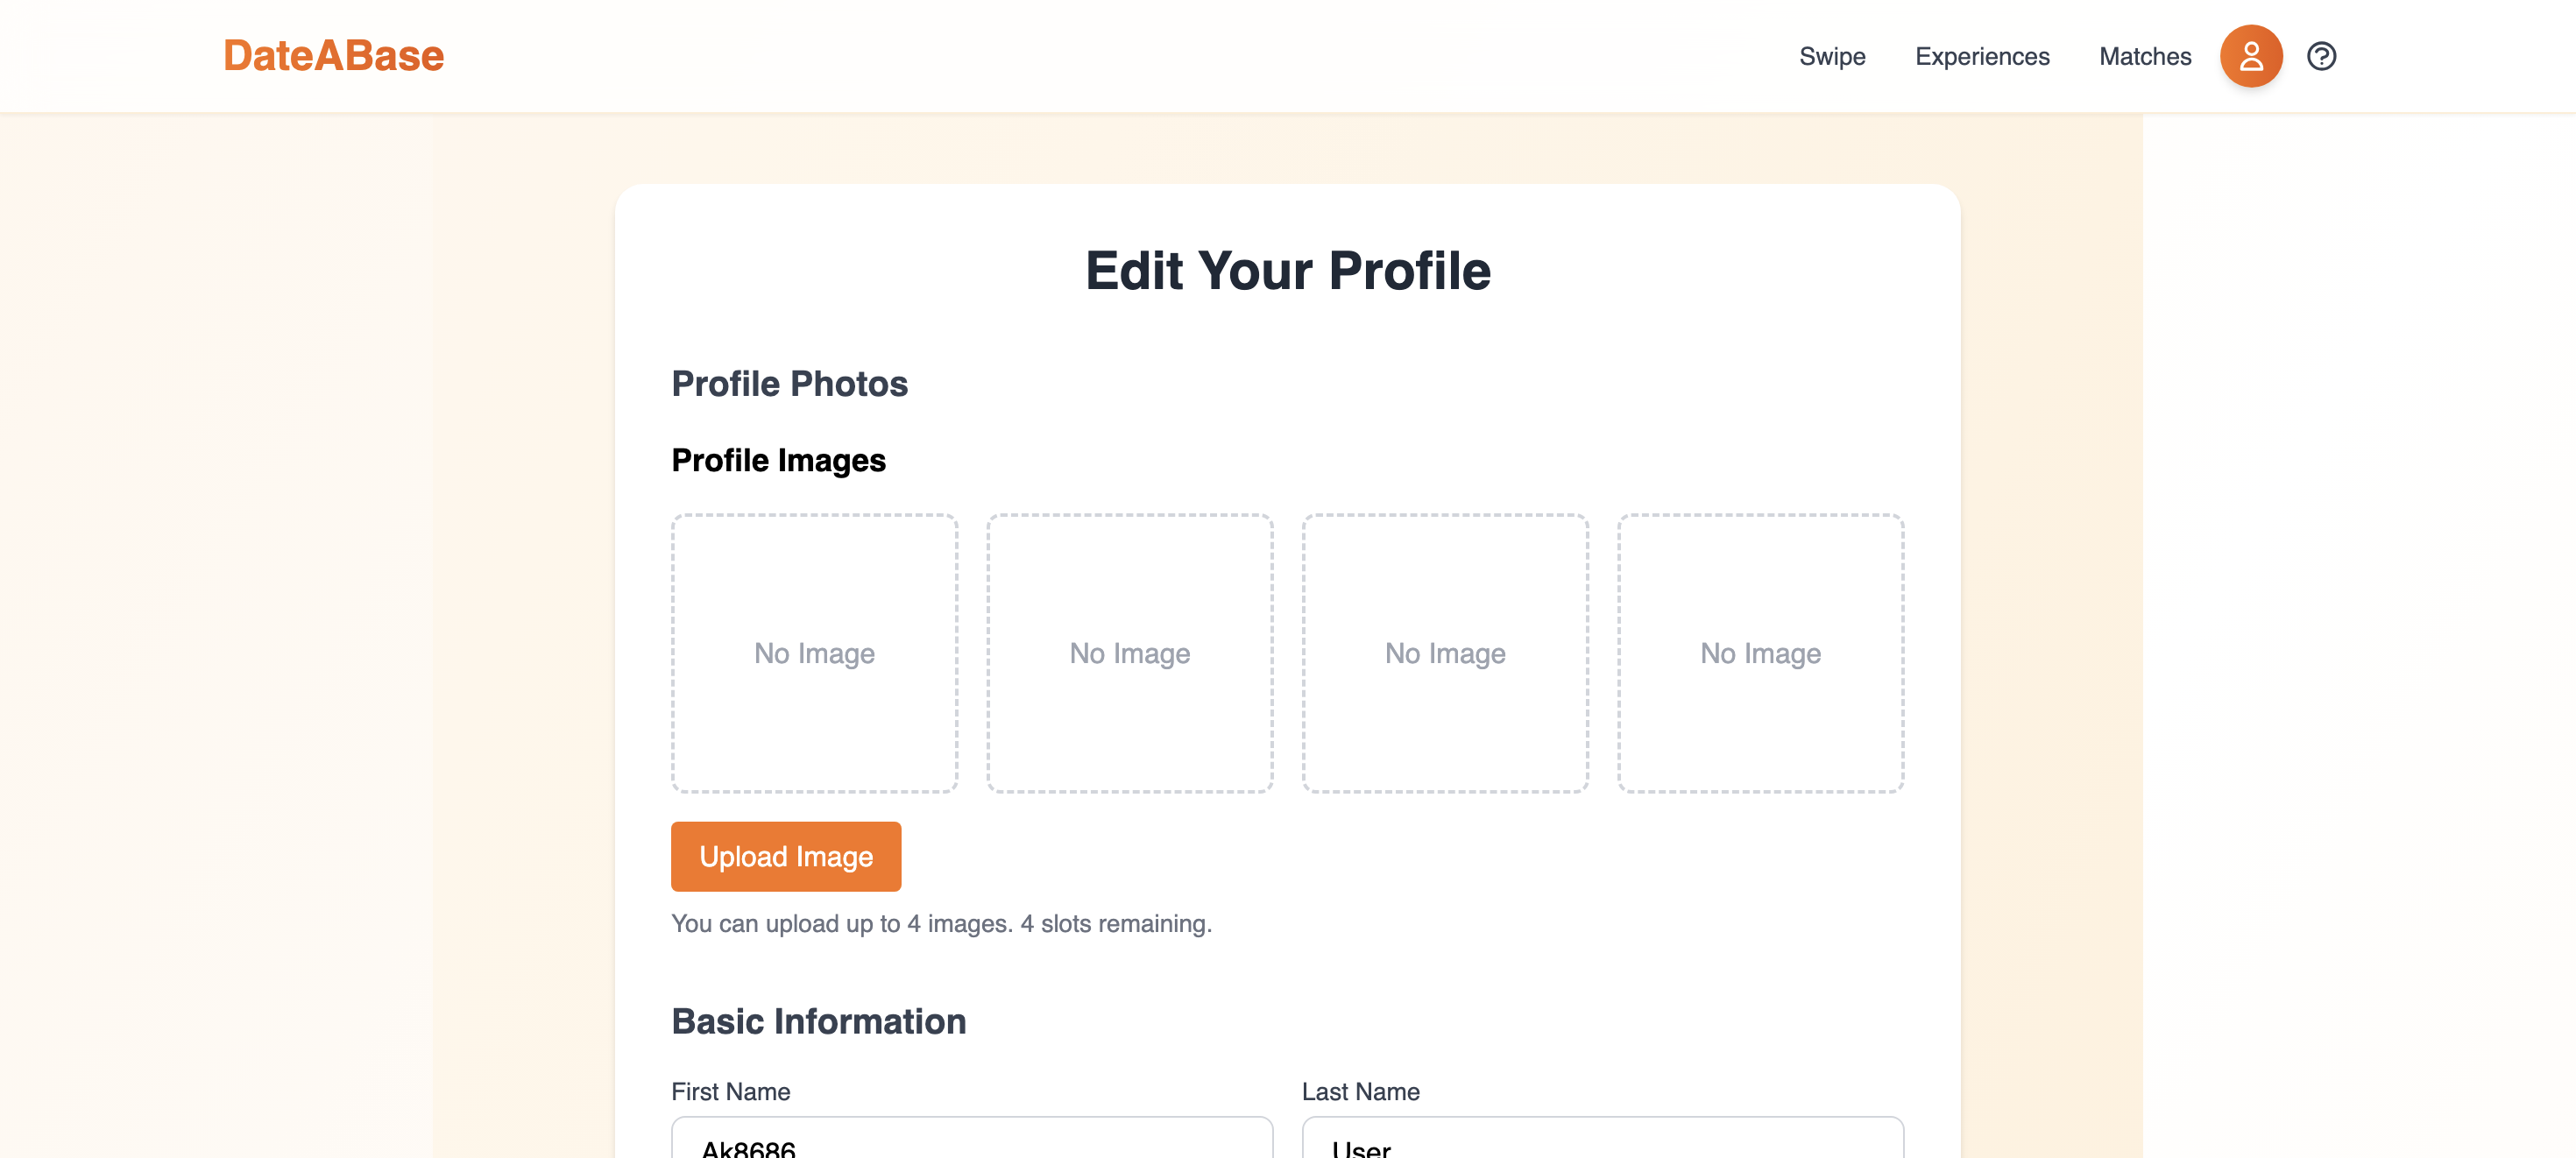 DateABase
Swipe Experiences Matches
Edit Your Profile
Profile Photos
Profile Images
No Image No Image No Image No Image
Upload Image
You can upload up to 4 images. 4 slots remaining.
Basic Information
First Name Last Name
Ak8686 User